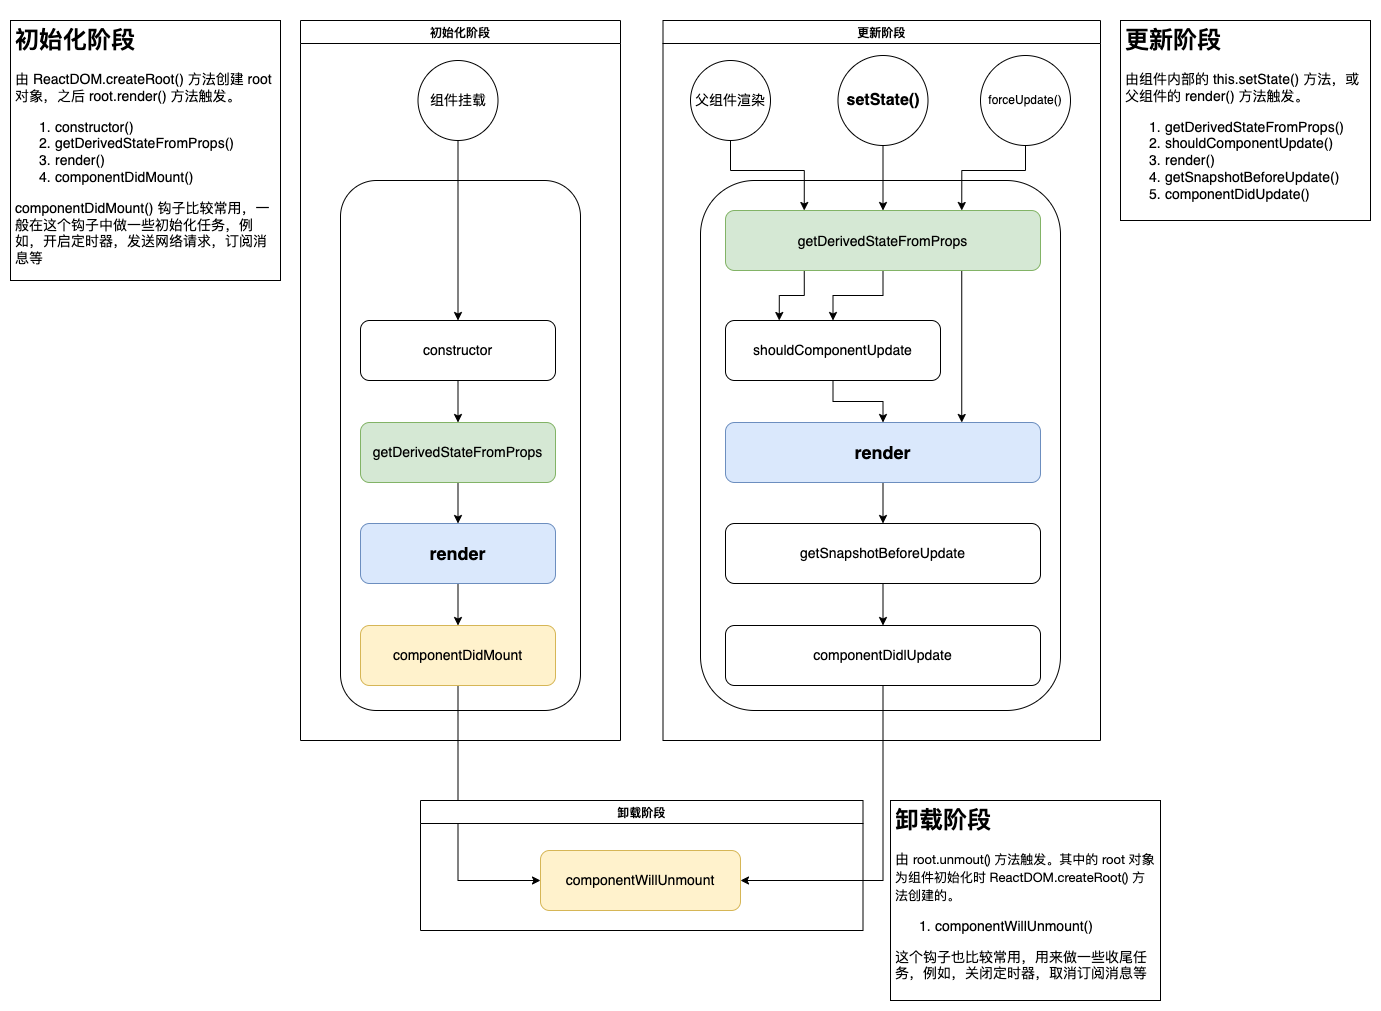 初始化阶段
由 ReactDOM.createRoot() 方法创建 root
对象，之后 root.render() 方法触发。
1. constructor()
2. getDerivedStateFromProps()
3. render()
4. componentDidMount()
componentDidMount() 钩子比较常用，一
般在这个钩子中做一些初始化任务，例
如，开启定时器，发送网络请求，订阅消
息等
初始化阶段
组件挂载
constructor
getDerivedStateFromProps
render
componentDidMount
更新阶段
父组件渲染
setState()
forceUpdate()
getDerivedStateFromProps
shouldComponentUpdate
render
getSnapshotBeforeUpdate
componentDidlUpdate
更新阶段
由组件内部的 this.setState() 方法，或
父组件的 render() 方法触发。
1. getDerivedStateFromProps()
2. shouldComponentUpdate()
3. render()
4. getSnapshotBeforeUpdate()
5. componentDidUpdate()
卸载阶段
componentWillUnmount
卸载阶段
由 root.unmout() 方法触发。其中的 root 对象
为组件初始化时 ReactDOM.createRoot() 方
法创建的。
1. componentWillUnmount()
这个钩子也比较常用，用来做一些收尾任
务，例如，关闭定时器，取消订阅消息等